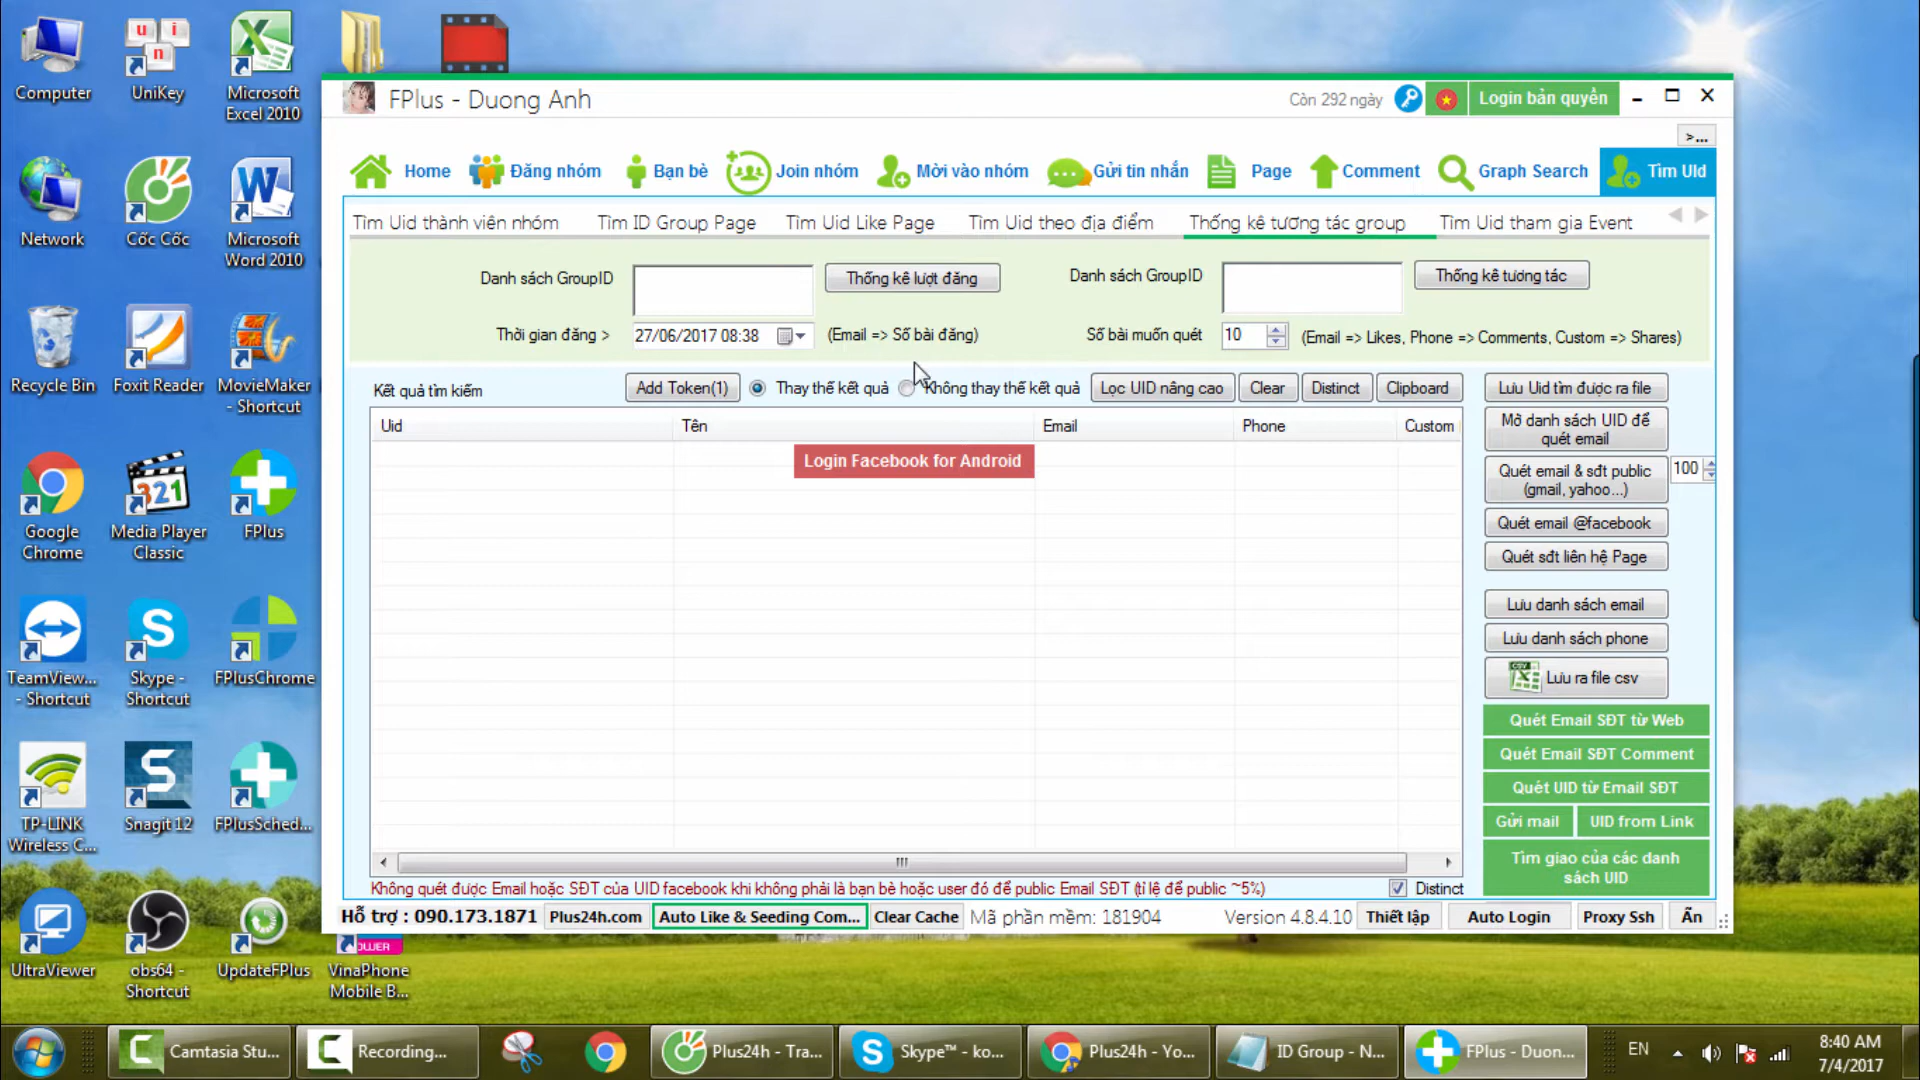 Computer
UniKey
Microsoft
Excel 2010
Network
Cốc Cốc
Microsoft
Word 2010
Recycle Bin
Foxit Reader
MovieMaker
- Shortcut
Google
Chrome
Media Player
Classic
FPlus
TeamView...
- Shortcut
Skype -
Shortcut
FPlusChrome
TP-LINK
Wireless C...
Snagit 12
FPlusSched...
UltraViewer
obs64 -
Shortcut
UpdateFPlus
VinaPhone
Mobile B...
FPlus - Duong Anh
Còn 292 ngày
Login bản quyền
>...
Home
Đăng nhóm
Bạn bè
Join nhóm
Mời vào nhóm
Gửi tin nhắn
Page
Comment
Graph Search
Tìm UId
Tìm Uid thành viên nhóm
Tìm ID Group Page
Tìm Uid Like Page
Tìm Uid theo địa điểm
Thống kê tương tác group
Tìm Uid tham gia Event
Danh sách GroupID
Thống kê lượt đăng
Danh sách GroupID
Thống kê tương tác
Thời gian đăng >
27/06/2017 08:38
(Email => Số bài đăng)
Số bài muốn quét
10
(Email => Likes, Phone => Comments, Custom => Shares)
Kết quả tìm kiếm
Add Token(1)
Thay thế kết quả
Không thay thế kết quả
Lọc UID nâng cao
Clear
Distinct
Clipboard
Lưu Uid tìm được ra file
Uid
Tên
Email
Phone
Custom
Login Facebook for Android
Mở danh sách UID để
quét email
Quét email & sđt public
(gmail, yahoo...)
100
Quét email @facebook
Quét sđt liên hệ Page
Lưu danh sách email
Lưu danh sách phone
Lưu ra file csv
Quét Email SĐT từ Web
Quét Email SĐT Comment
Quét UID từ Email SĐT
Gửi mail
UID from Link
Tìm giao của các danh
sách UID
Không quét được Email hoặc SĐT của UID facebook khi không phải là bạn bè hoặc user đó để public Email SĐT (tỉ lệ để public ~5%)
Distinct
Hỗ trợ : 090.173.1871
Plus24h.com
Auto Like & Seeding Com...
Clear Cache
Mã phần mềm: 181904
Version 4.8.4.10
Thiết lập
Auto Login
Proxy Ssh
Ẩn
Camtasia Stu...
Recording...
Plus24h - Tra...
Skype™ - ko...
Plus24h - Yo...
ID Group - N...
FPlus - Duon...
EN
8:40 AM
7/4/2017